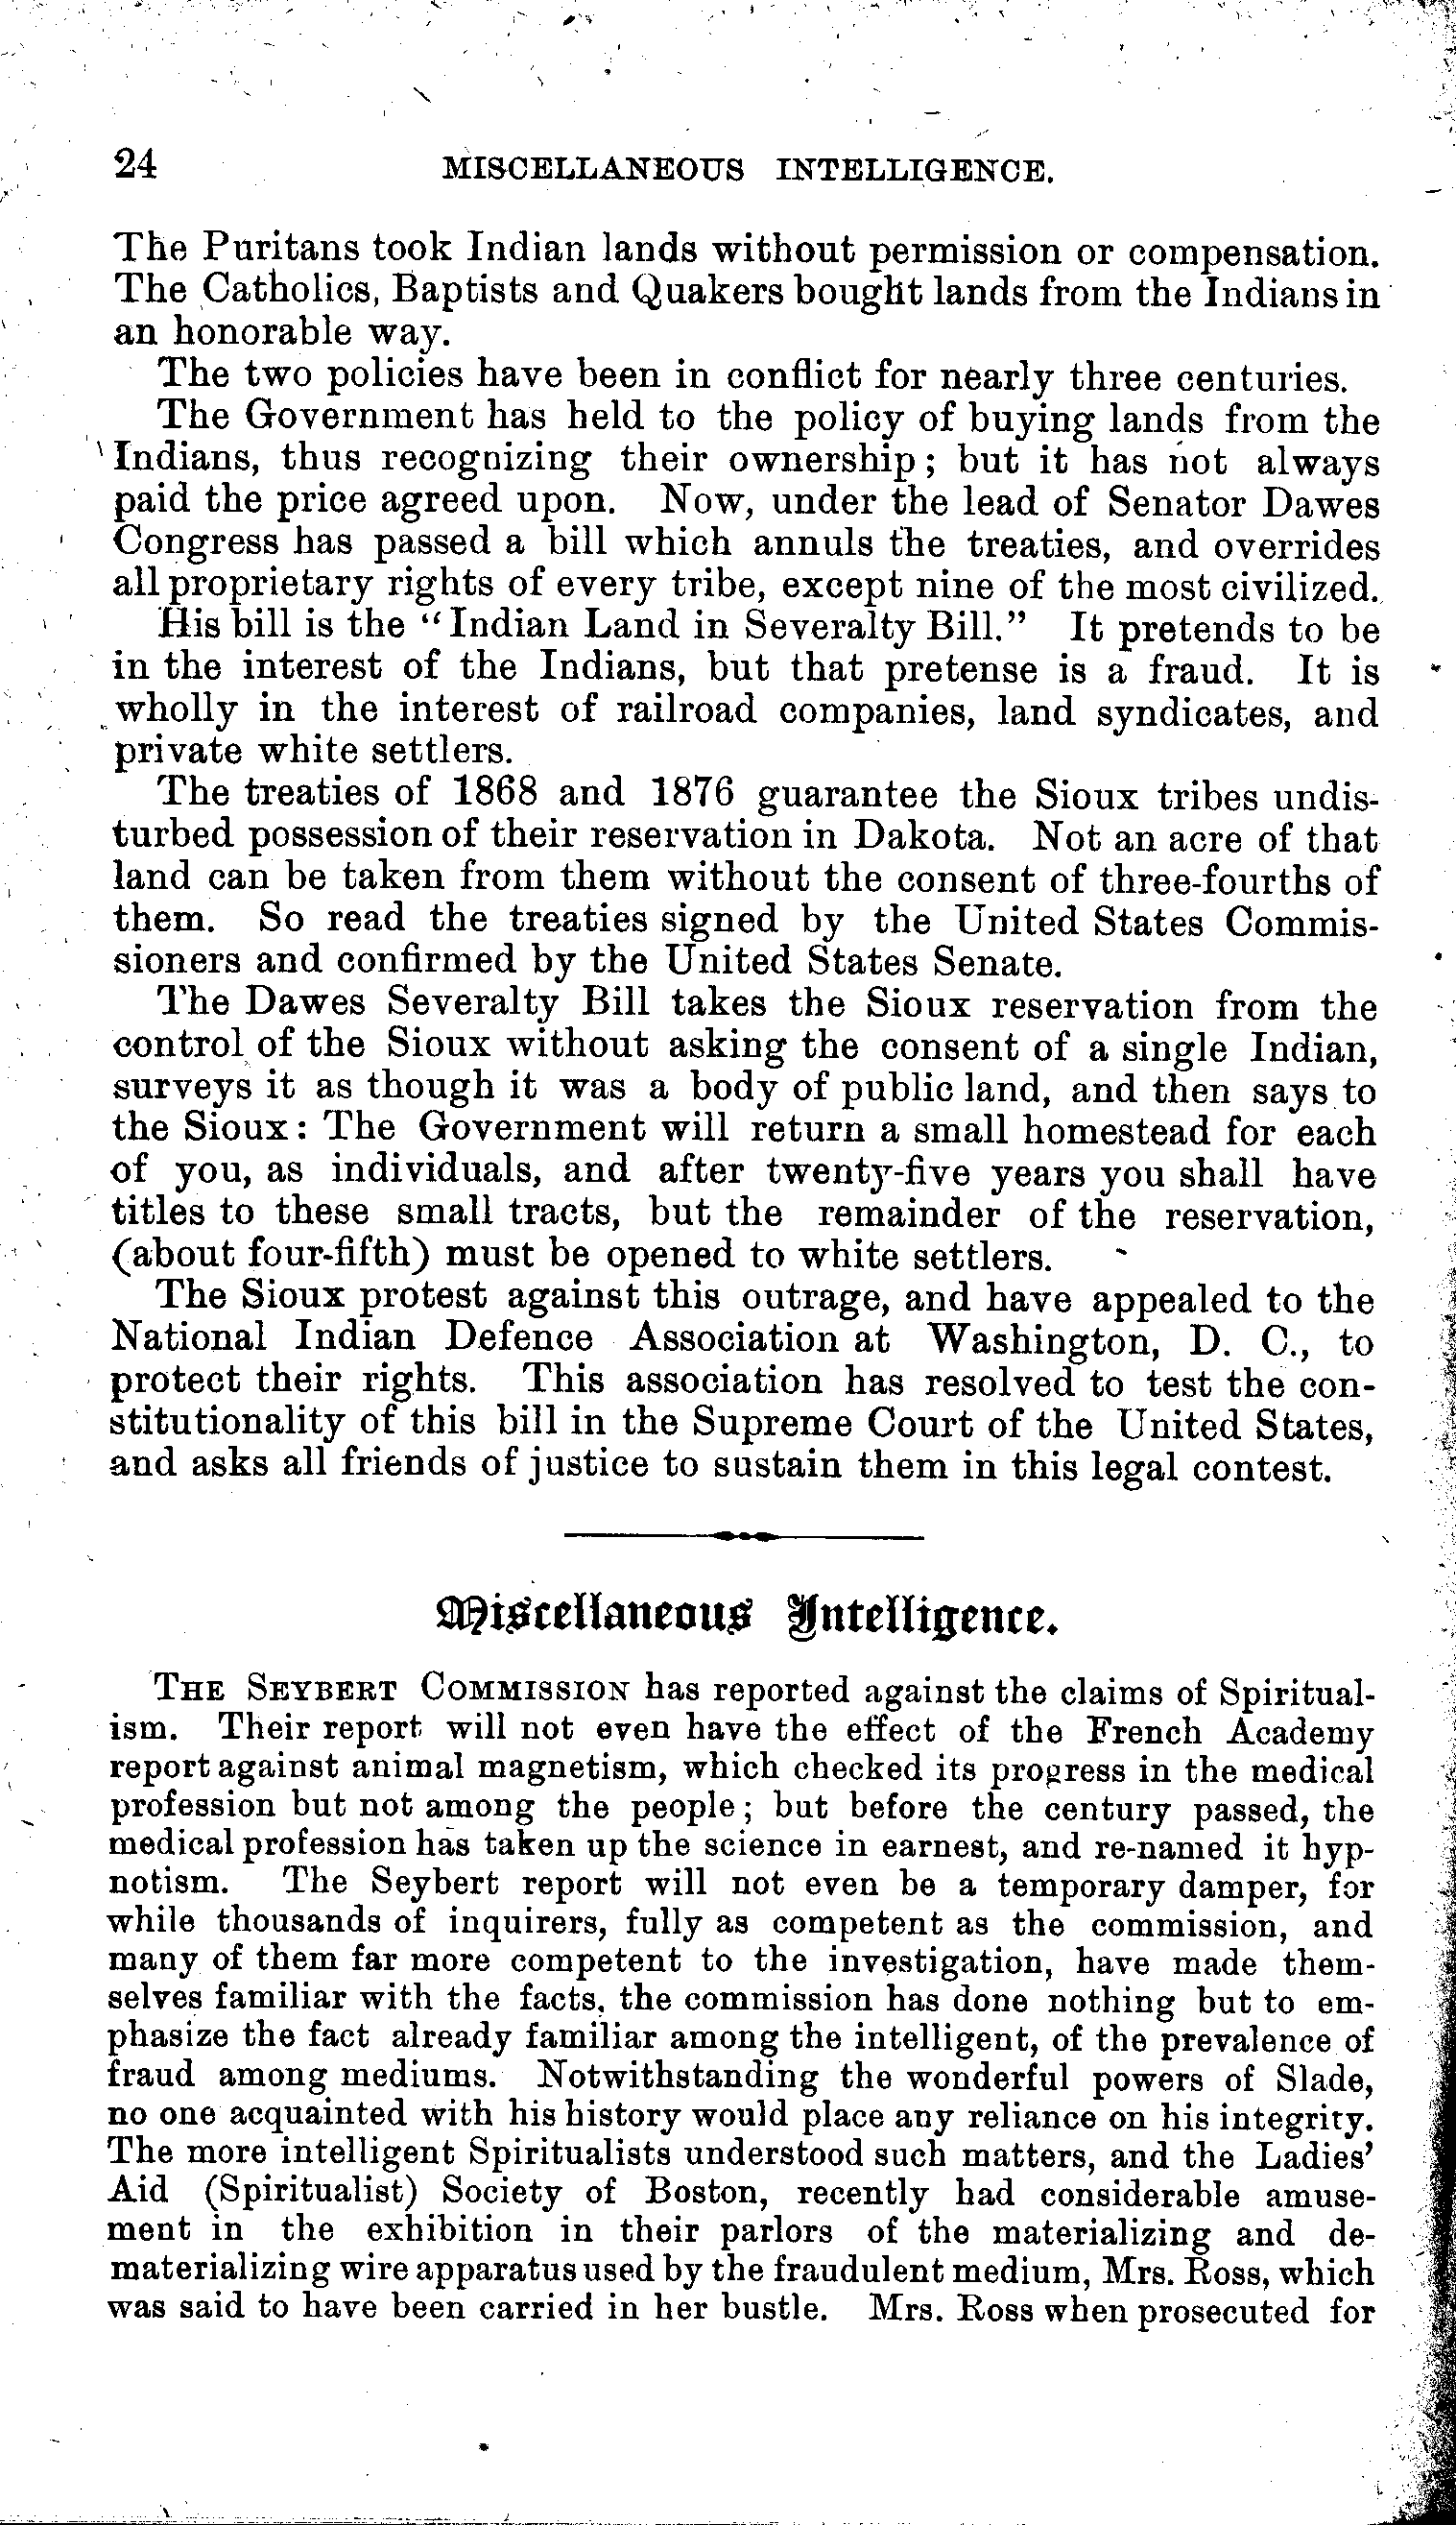 24 MISCELLANEOUS INTELLIGENCE.
The Puritans took Indian lands without permission or compensation.
The Catholics, Baptists and Quakers bought lands from the Indians in
an honorable way.
The two policies have been in conflict for nearly three centuries.
The Government has held to the policy of buying lands from the
Indians, thus recognizing their ownership; but it has not always
paid the price agreed upon. Now, under the lead of Senator Dawes
Congress has passed a bill which annuls the treaties, and overrides
all proprietary rights of every tribe, except nine of the most civilized.
His bill is the "Indian Land in Severalty Bill." It pretends to be
in the interest of the Indians, but that pretense is a fraud. It is
wholly in the interest of railroad companies, land syndicates, and
private white settlers.
The treaties of 1868 and 1876 guarantee the Sioux tribes undis-
turbed possession of their reservation in Dakota. Not an acre of that
land can be taken from them without the consent of three-fourths of
them. So read the treaties signed by the United States Commis-
sioners and confirmed by the United States Senate.
The Dawes Severalty Bill takes the Sioux reservation from the
control of the Sioux without asking the consent of a single Indian,
surveys it as though it was a body of public land, and then says to
the Sioux: The Government will return a small homestead for each
of you, as individuals, and after twenty-five years you shall have
titles to these small tracts, but the remainder of the reservation,
(about four-fifth) must be opened to white settlers.
The Sioux protest against this outrage, and have appealed to the
National Indian Defence Association at Washington, D. C., to
protect their rights. This association has resolved to test the con-
stitutionality of this bill in the Supreme Court of the United States,
and asks all friends of justice to sustain them in this legal contest.
Miscellaneous Intelligence.
THE SEYBERT COMMISSION has reported against the claims of Spiritual-
ism. Their report will not even have the effect of the French Academy
report against animal magnetism, which checked its progress in the medical
profession but not among the people; but before the century passed, the
medical profession has taken up the science in earnest, and re-named it hyp-
notism. The Seybert report will not even be a temporary damper, for
while thousands of inquirers, fully as competent as the commission, and
many of them far more competent to the investigation, have made them-
selves familiar with the facts, the commission has done nothing but to em-
phasize the fact already familiar among the intelligent, of the prevalence of
fraud among mediums. Notwithstanding the wonderful powers of Slade,
no one acquainted with his history would place any reliance on his integrity.
The more intelligent Spiritualists understood such matters, and the Ladies'
Aid (Spiritualist) Society of Boston, recently had considerable amuse-
ment in the exhibition in their parlors of the materializing and de-
materializing wire apparatus used by the fraudulent medium, Mrs. Ross, which
was said to have been carried in her bustle. Mrs. Ross when prosecuted for